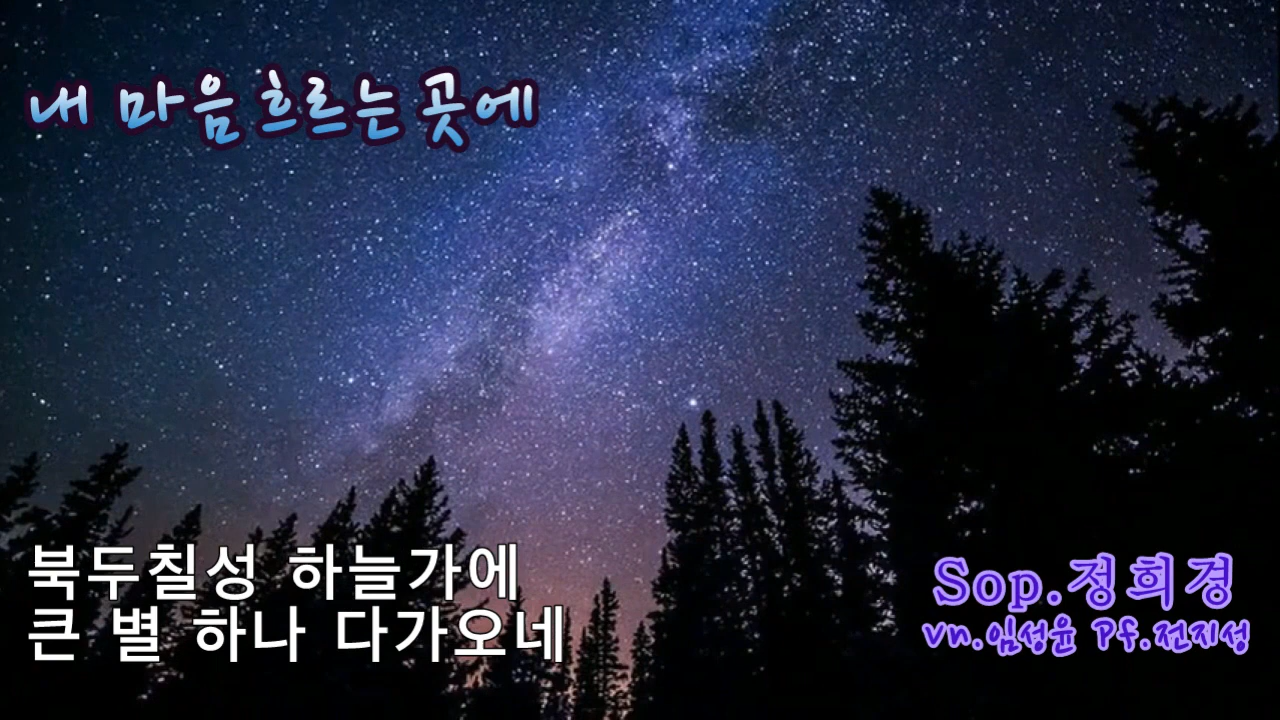 내 마음 흐르는 곳에
북두칠성 하늘가에
큰 별 하나 다가오네
Sop.정희경
vn.임성윤 Pf.전지성